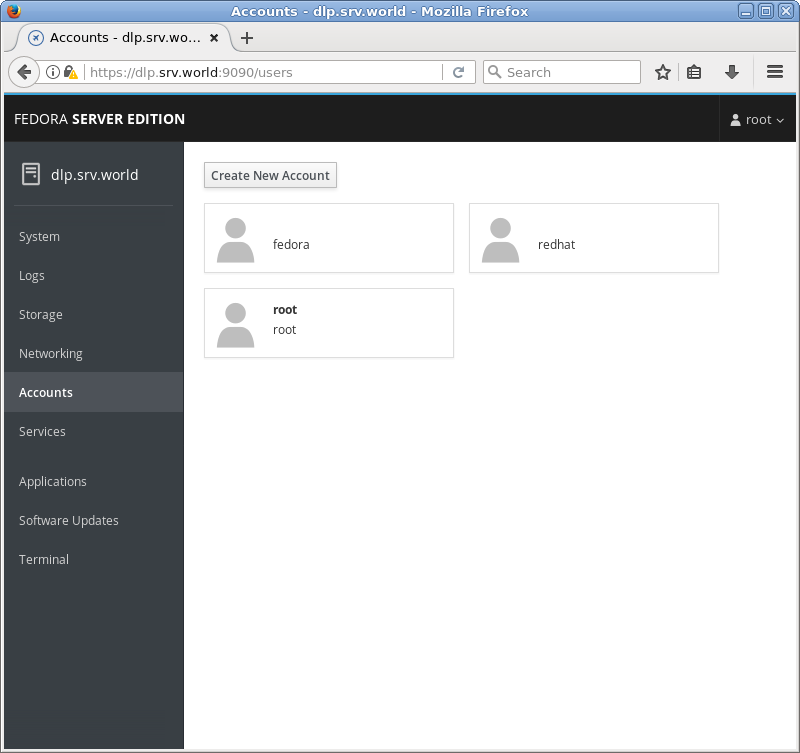 Accounts - dlp.srv.world - Mozilla Firefox
Accounts - dlp.srv.wo...
https://dlp.srv.world:9090/users
Search
FEDORA SERVER EDITION
root
dlp.srv.world
System
Logs
Storage
Networking
Accounts
Services
Applications
Software Updates
Terminal
Create New Account
fedora
redhat
root
root